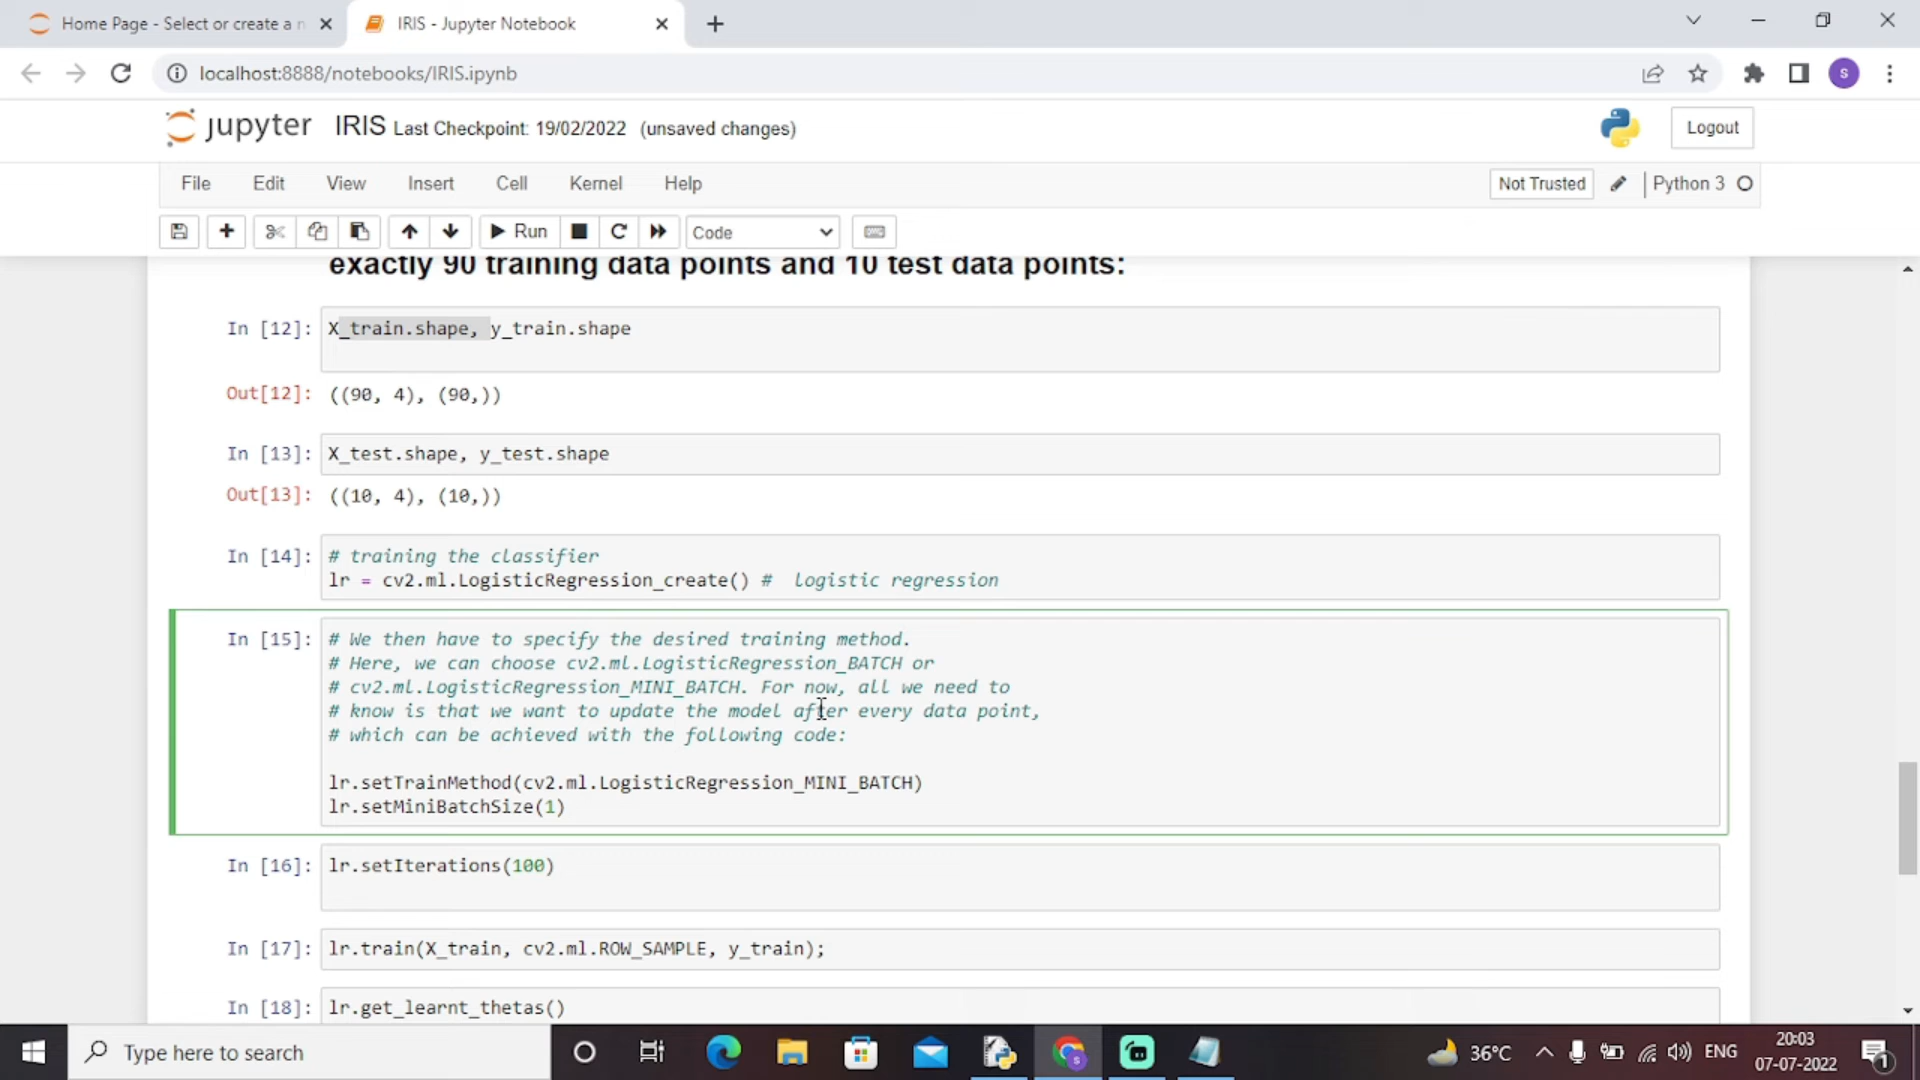 Home Page - Select or create a n
IRIS - Jupyter Notebook
localhost:8888/notebooks/IRIS.ipynb
S
jupyter IRIS Last Checkpoint: 19/02/2022 (unsaved changes)
Logout
File Edit View Insert Cell Kernel Help
Not Trusted
Python 3
Run
Code
exactly 90 training data points and 10 test data points:
In [12]: X_train.shape, y_train.shape
Out[12]: ((90, 4), (90,))
In [13]: X_test.shape, y_test.shape
Out[13]: ((10, 4), (10,))
In [14]: # training the classifier
lr = cv2.ml.LogisticRegression_create() #  logistic regression
In [15]: # We then have to specify the desired training method.
# Here, we can choose cv2.ml.LogisticRegression_BATCH or
# cv2.ml.LogisticRegression_MINI_BATCH. For now, all we need to
# know is that we want to update the model after every data point,
# which can be achieved with the following code:
lr.setTrainMethod(cv2.ml.LogisticRegression_MINI_BATCH)
lr.setMiniBatchSize(1)
In [16]: lr.setIterations(100)
In [17]: lr.train(X_train, cv2.ml.ROW_SAMPLE, y_train);
In [18]: lr.get_learnt_thetas()
Type here to search
36°C
ENG
20:03
07-07-2022
1